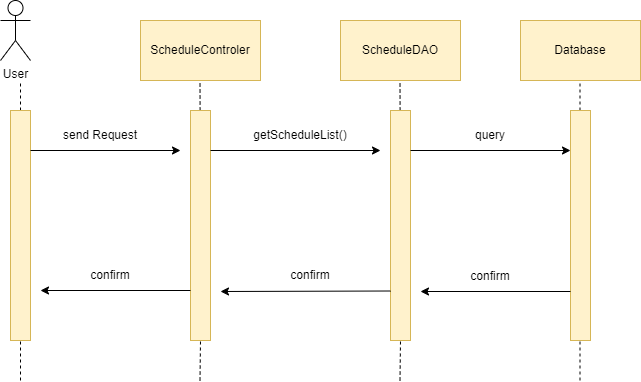 User
ScheduleControler
ScheduleDAO
Database
send Request
getScheduleList()
query
confirm
confirm
confirm